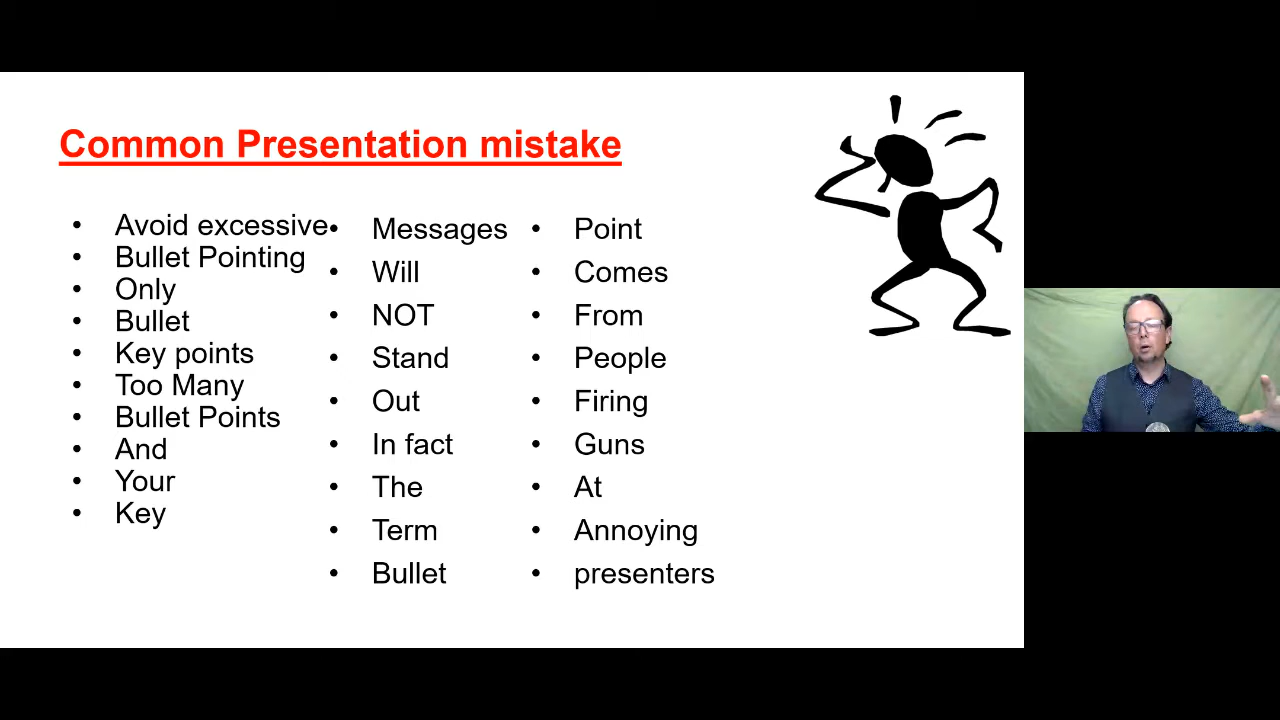 Common Presentation mistake
Avoid excessive
Bullet Pointing
Only
Bullet
Key points
Too Many
Bullet Points
And
Your
Key
Messages
Will
NOT
Stand
Out
In fact
The
Term
Bullet
Point
Comes
From
People
Firing
Guns
At
Annoying
presenters